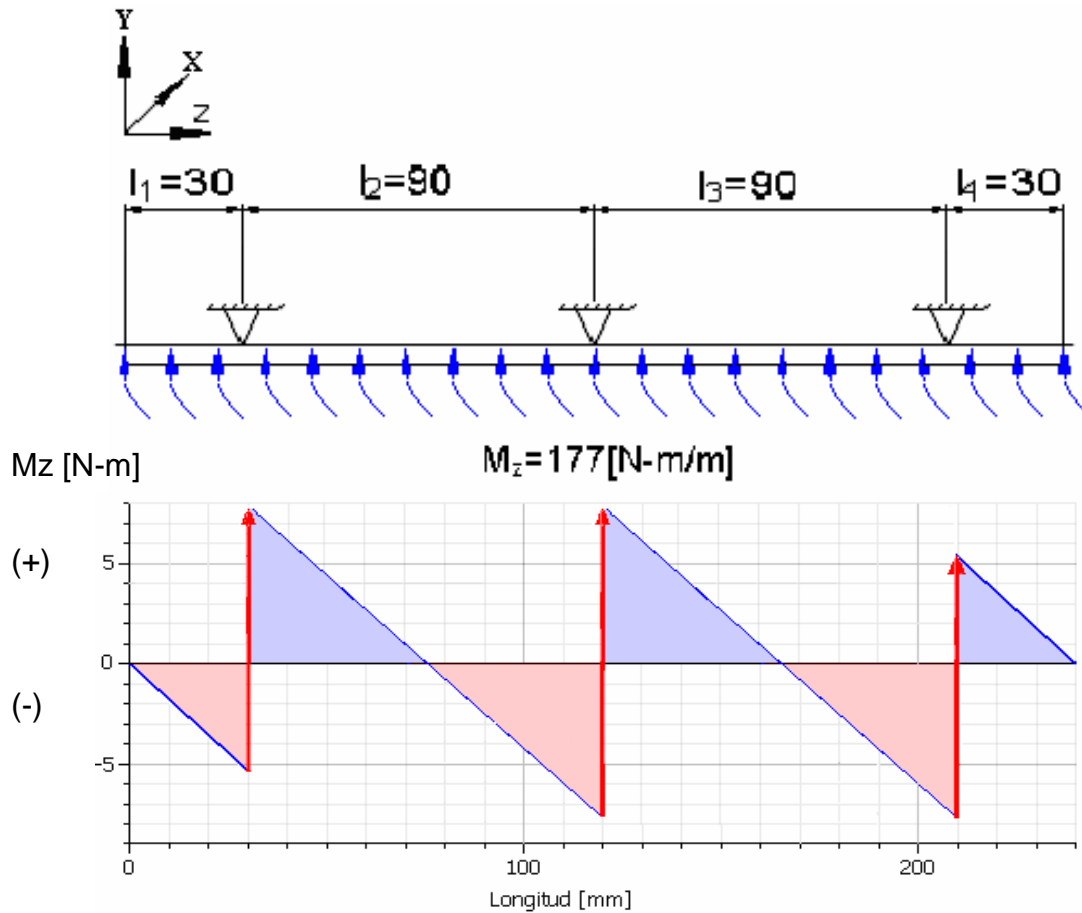 Y
X
Z
l1=30 l2=90 l3=90 l4=30
Mz [N-m] Mz=177[N-m/m]
(+)
5
0
(-)
-5
0 100 200
Longitud [mm]